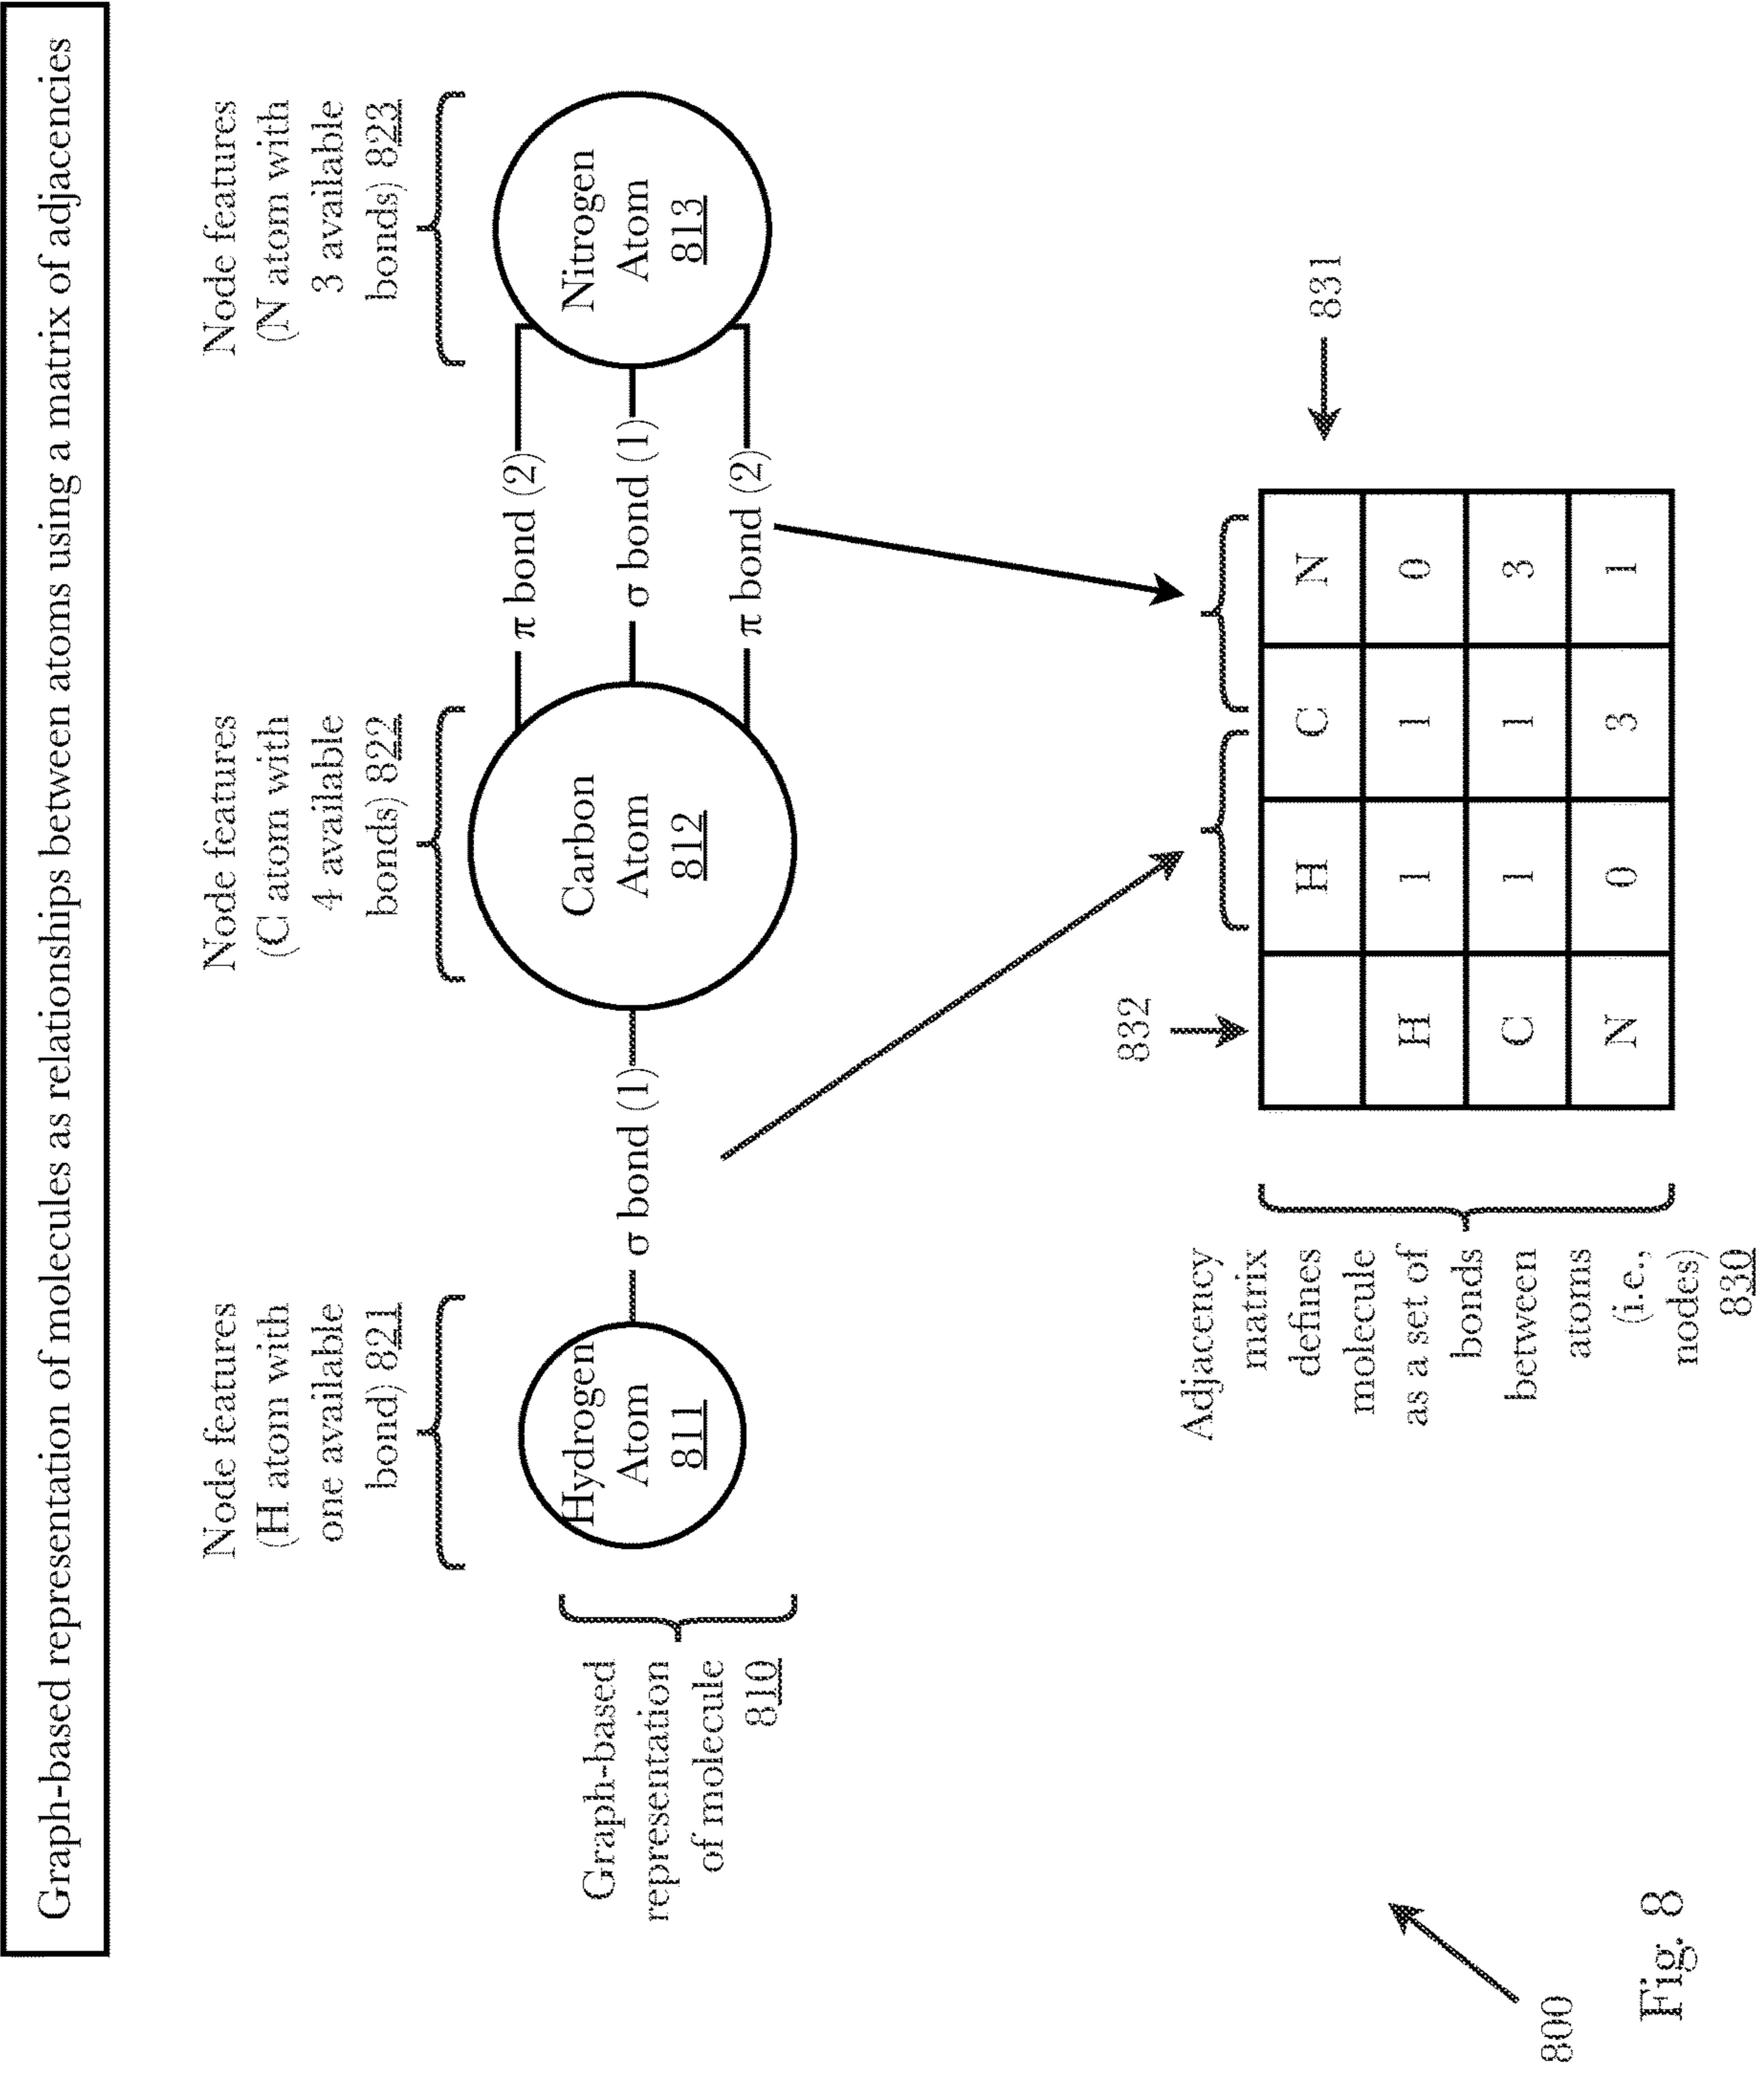 Graph-based representation of molecules as relationships between atoms using a matrix of adjacencies
Node features
(H atom with
one available
bond) 821
Node features
(C atom with
4 available
bonds) 822
Node features
(N atom with
3 available
bonds) 823
Graph-based
representation
of molecule
810
Hydrogen
Atom
811
σ bond (1)
Carbon
Atom
812
π bond (2)
σ bond (1)
π bond (2)
Nitrogen
Atom
813
Adjacency
matrix
defines
molecule
as a set of
bonds
between
atoms
(i.e.,
nodes)
830
832
831
H C N
H 1 1 0
C 1 1 3
N 0 3 1
800
Fig. 8